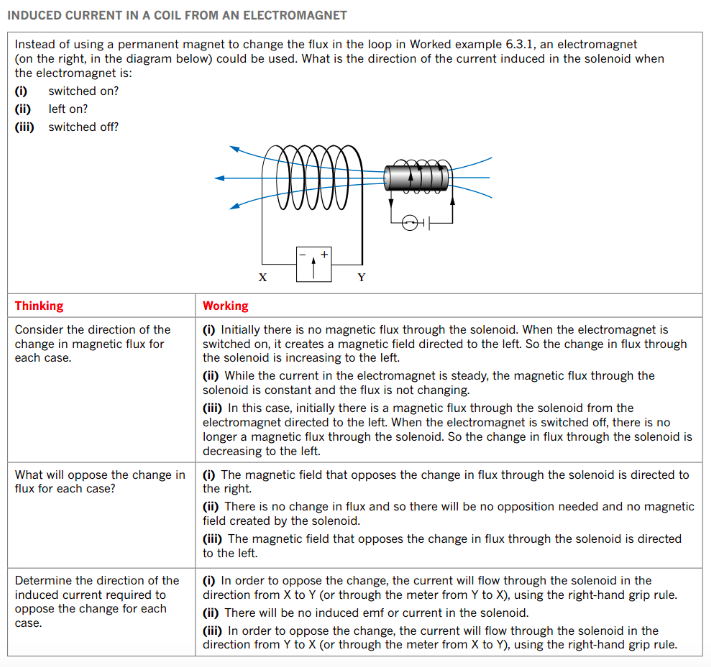 INDUCED CURRENT IN A COIL FROM AN ELECTROMAGNET
Instead of using a permanent magnet to change the flux in the loop in Worked example 6.3.1, an electromagnet
(on the right, in the diagram below) could be used. What is the direction of the current induced in the solenoid when
the electromagnet is:
(i) switched on?
(ii) left on?
(iii) switched off?
− +
X Y
Thinking
Working
Consider the direction of the
change in magnetic flux for
each case.
(i) Initially there is no magnetic flux through the solenoid. When the electromagnet is
switched on, it creates a magnetic field directed to the left. So the change in flux through
the solenoid is increasing to the left.
(ii) While the current in the electromagnet is steady, the magnetic flux through the
solenoid is constant and the flux is not changing.
(iii) In this case, initially there is a magnetic flux through the solenoid from the
electromagnet directed to the left. When the electromagnet is switched off, there is no
longer a magnetic flux through the solenoid. So the change in flux through the solenoid is
decreasing to the left.
What will oppose the change in
flux for each case?
(i) The magnetic field that opposes the change in flux through the solenoid is directed to
the right.
(ii) There is no change in flux and so there will be no opposition needed and no magnetic
field created by the solenoid.
(iii) The magnetic field that opposes the change in flux through the solenoid is directed
to the left.
Determine the direction of the
induced current required to
oppose the change for each
case.
(i) In order to oppose the change, the current will flow through the solenoid in the
direction from X to Y (or through the meter from Y to X), using the right-hand grip rule.
(ii) There will be no induced emf or current in the solenoid.
(iii) In order to oppose the change, the current will flow through the solenoid in the
direction from Y to X (or through the meter from X to Y), using the right-hand grip rule.